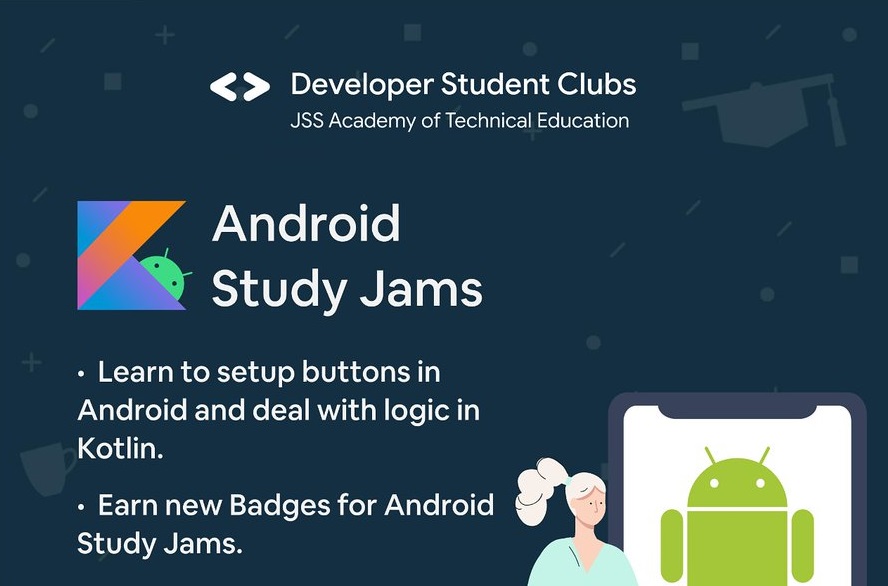 Developer Student Clubs
JSS Academy of Technical Education
Android
Study Jams
• Learn to setup buttons in
Android and deal with logic in
Kotlin.
• Earn new Badges for Android
Study Jams.